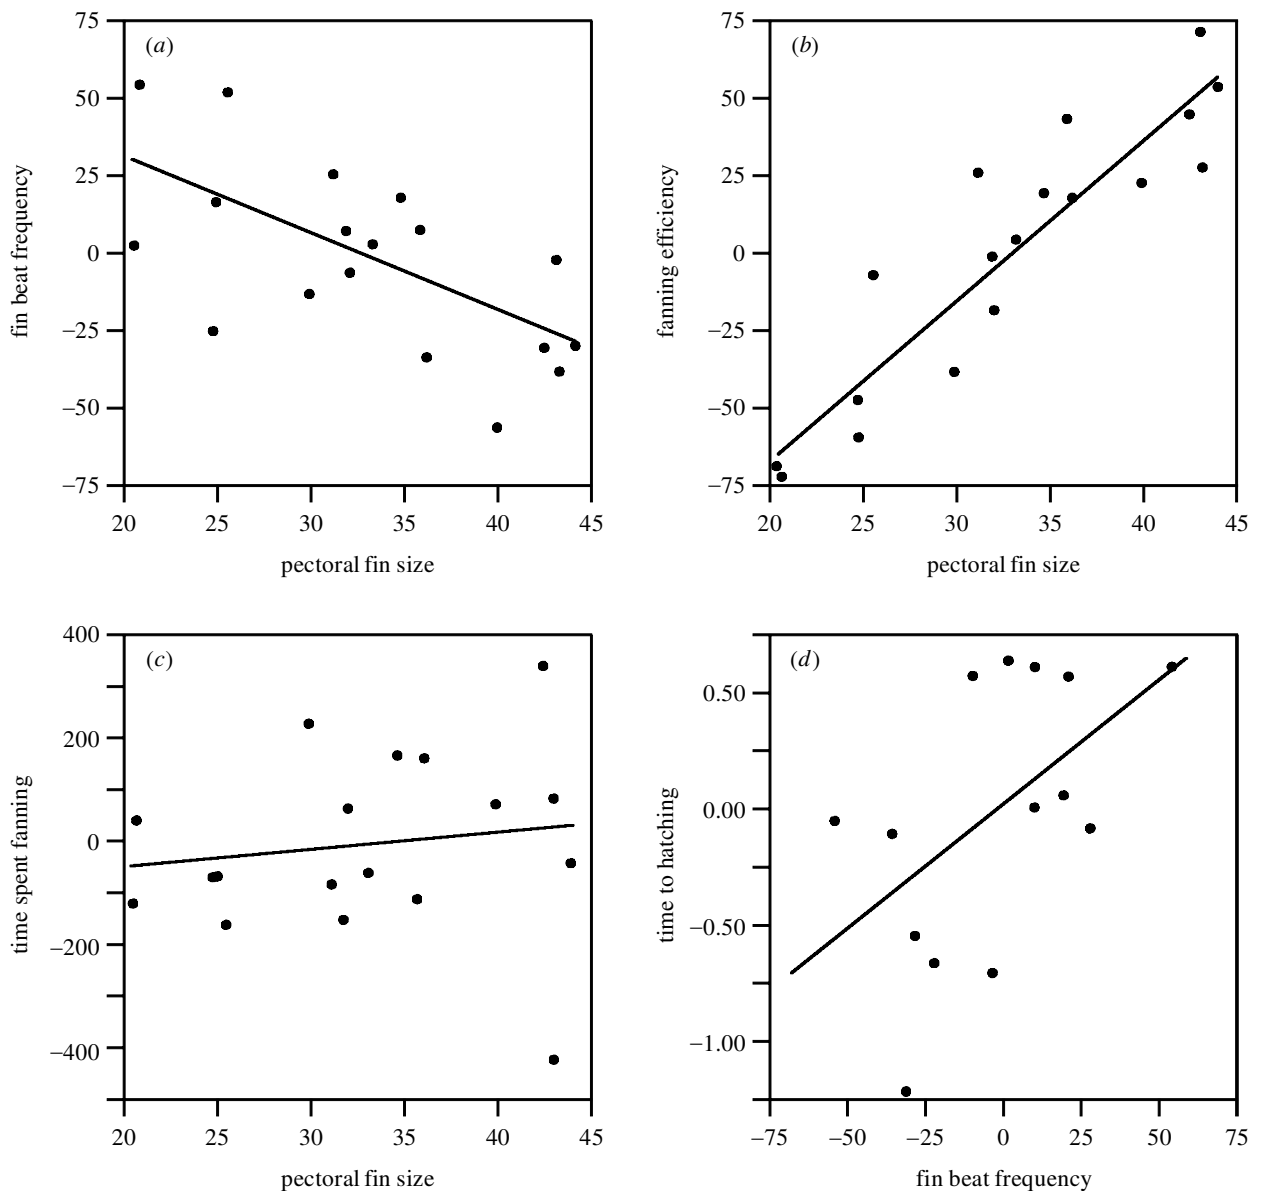 (a)
75
50
25
0
−25
−50
−75
fin beat frequency
20 25 30 35 40 45
pectoral fin size
(b)
75
50
25
0
−25
−50
−75
fanning efficiency
20 25 30 35 40 45
pectoral fin size
(c)
400
200
0
−200
−400
time spent fanning
20 25 30 35 40 45
pectoral fin size
(d)
0.50
0.00
−0.50
−1.00
time to hatching
−75 −50 −25 0 25 50 75
fin beat frequency